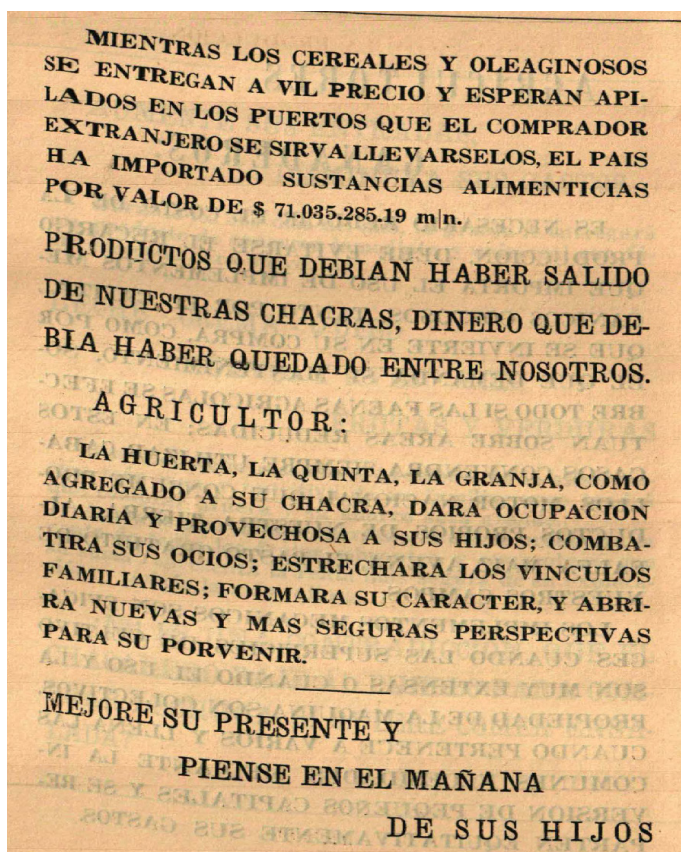 MIENTRAS LOS CEREALES Y OLEAGINOSOS
SE ENTREGAN A VIL PRECIO Y ESPERAN API-
LADOS EN LOS PUERTOS QUE EL COMPRADOR
EXTRANJERO SE SIRVA LLEVARSELOS, EL PAIS
HA IMPORTADO SUSTANCIAS ALIMENTICIAS
POR VALOR DE $ 71.035.285.19 m|n.
PRODUCTOS QUE DEBIAN HABER SALIDO
DE NUESTRAS CHACRAS, DINERO QUE DE-
BIA HABER QUEDADO ENTRE NOSOTROS.
AGRICULTOR:
LA HUERTA, LA QUINTA, LA GRANJA, COMO
AGREGADO A SU CHACRA, DARA OCUPACION
DIARIA Y PROVECHOSA A SUS HIJOS; COMBA-
TIRA SUS OCIOS; ESTRECHARA LOS VINCULOS
FAMILIARES; FORMARA SU CARACTER, Y ABRI-
RA NUEVAS Y MAS SEGURAS PERSPECTIVAS
PARA SU PORVENIR.
MEJORE SU PRESENTE Y
PIENSE EN EL MAÑANA
DE SUS HIJOS